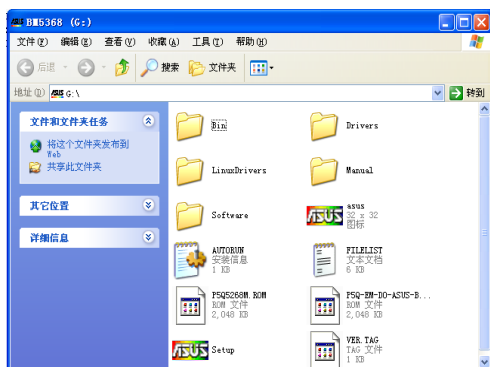 BM5368 (G:)
文件(F) 编辑(E) 查看(V) 收藏(A) 工具(T) 帮助(H)
后退 搜索 文件夹
地址(D) G:\ 转到
文件和文件夹任务
将这个文件夹发布到
Web
共享此文件夹
其它位置
详细信息
Bin
Drivers
LinuxDrivers
Manual
Software
asus
32 x 32
图标
AUTORUN
安装信息
1 KB
FILELIST
文本文档
6 KB
P5Q5268M.ROM
ROM 文件
2,048 KB
P5Q-EM-DO-ASUS-B...
ROM 文件
2,048 KB
Setup
VER.TAG
TAG 文件
1 KB